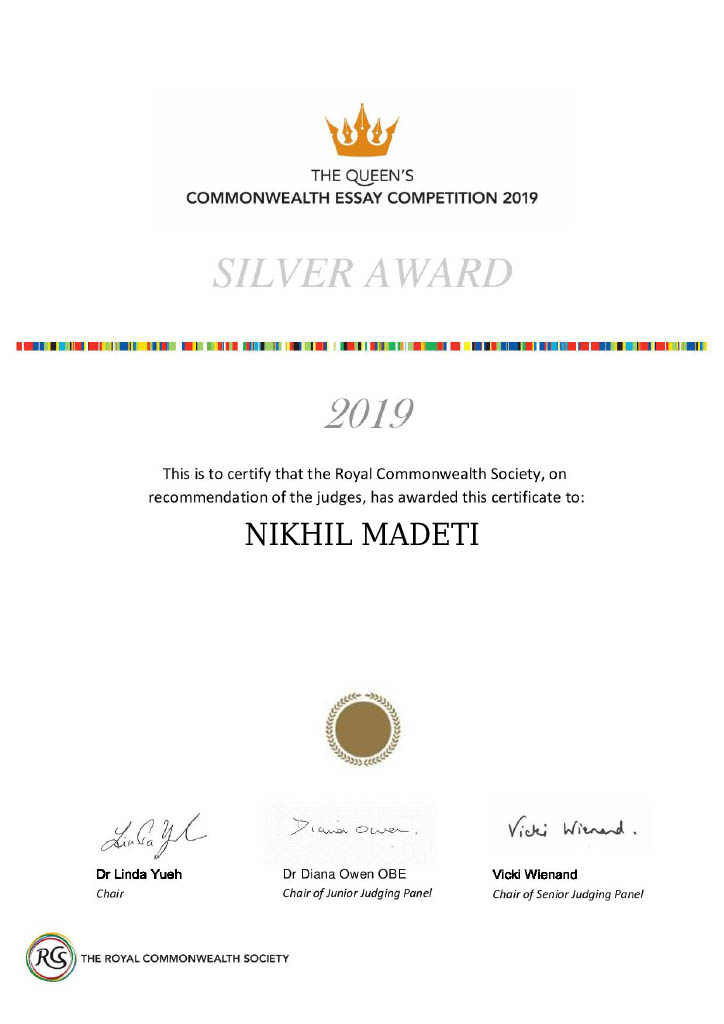 THE QUEEN'S
COMMONWEALTH ESSAY COMPETITION 2019
SILVER AWARD
2019
This is to certify that the Royal Commonwealth Society, on
recommendation of the judges, has awarded this certificate to:
NIKHIL MADETI
Linda Yueh
Diana Owen.
Vicki Wienand.
Dr Linda Yueh
Dr Diana Owen OBE
Vicki Wienand
Chair
Chair of Junior Judging Panel
Chair of Senior Judging Panel
RCS
THE ROYAL COMMONWEALTH SOCIETY